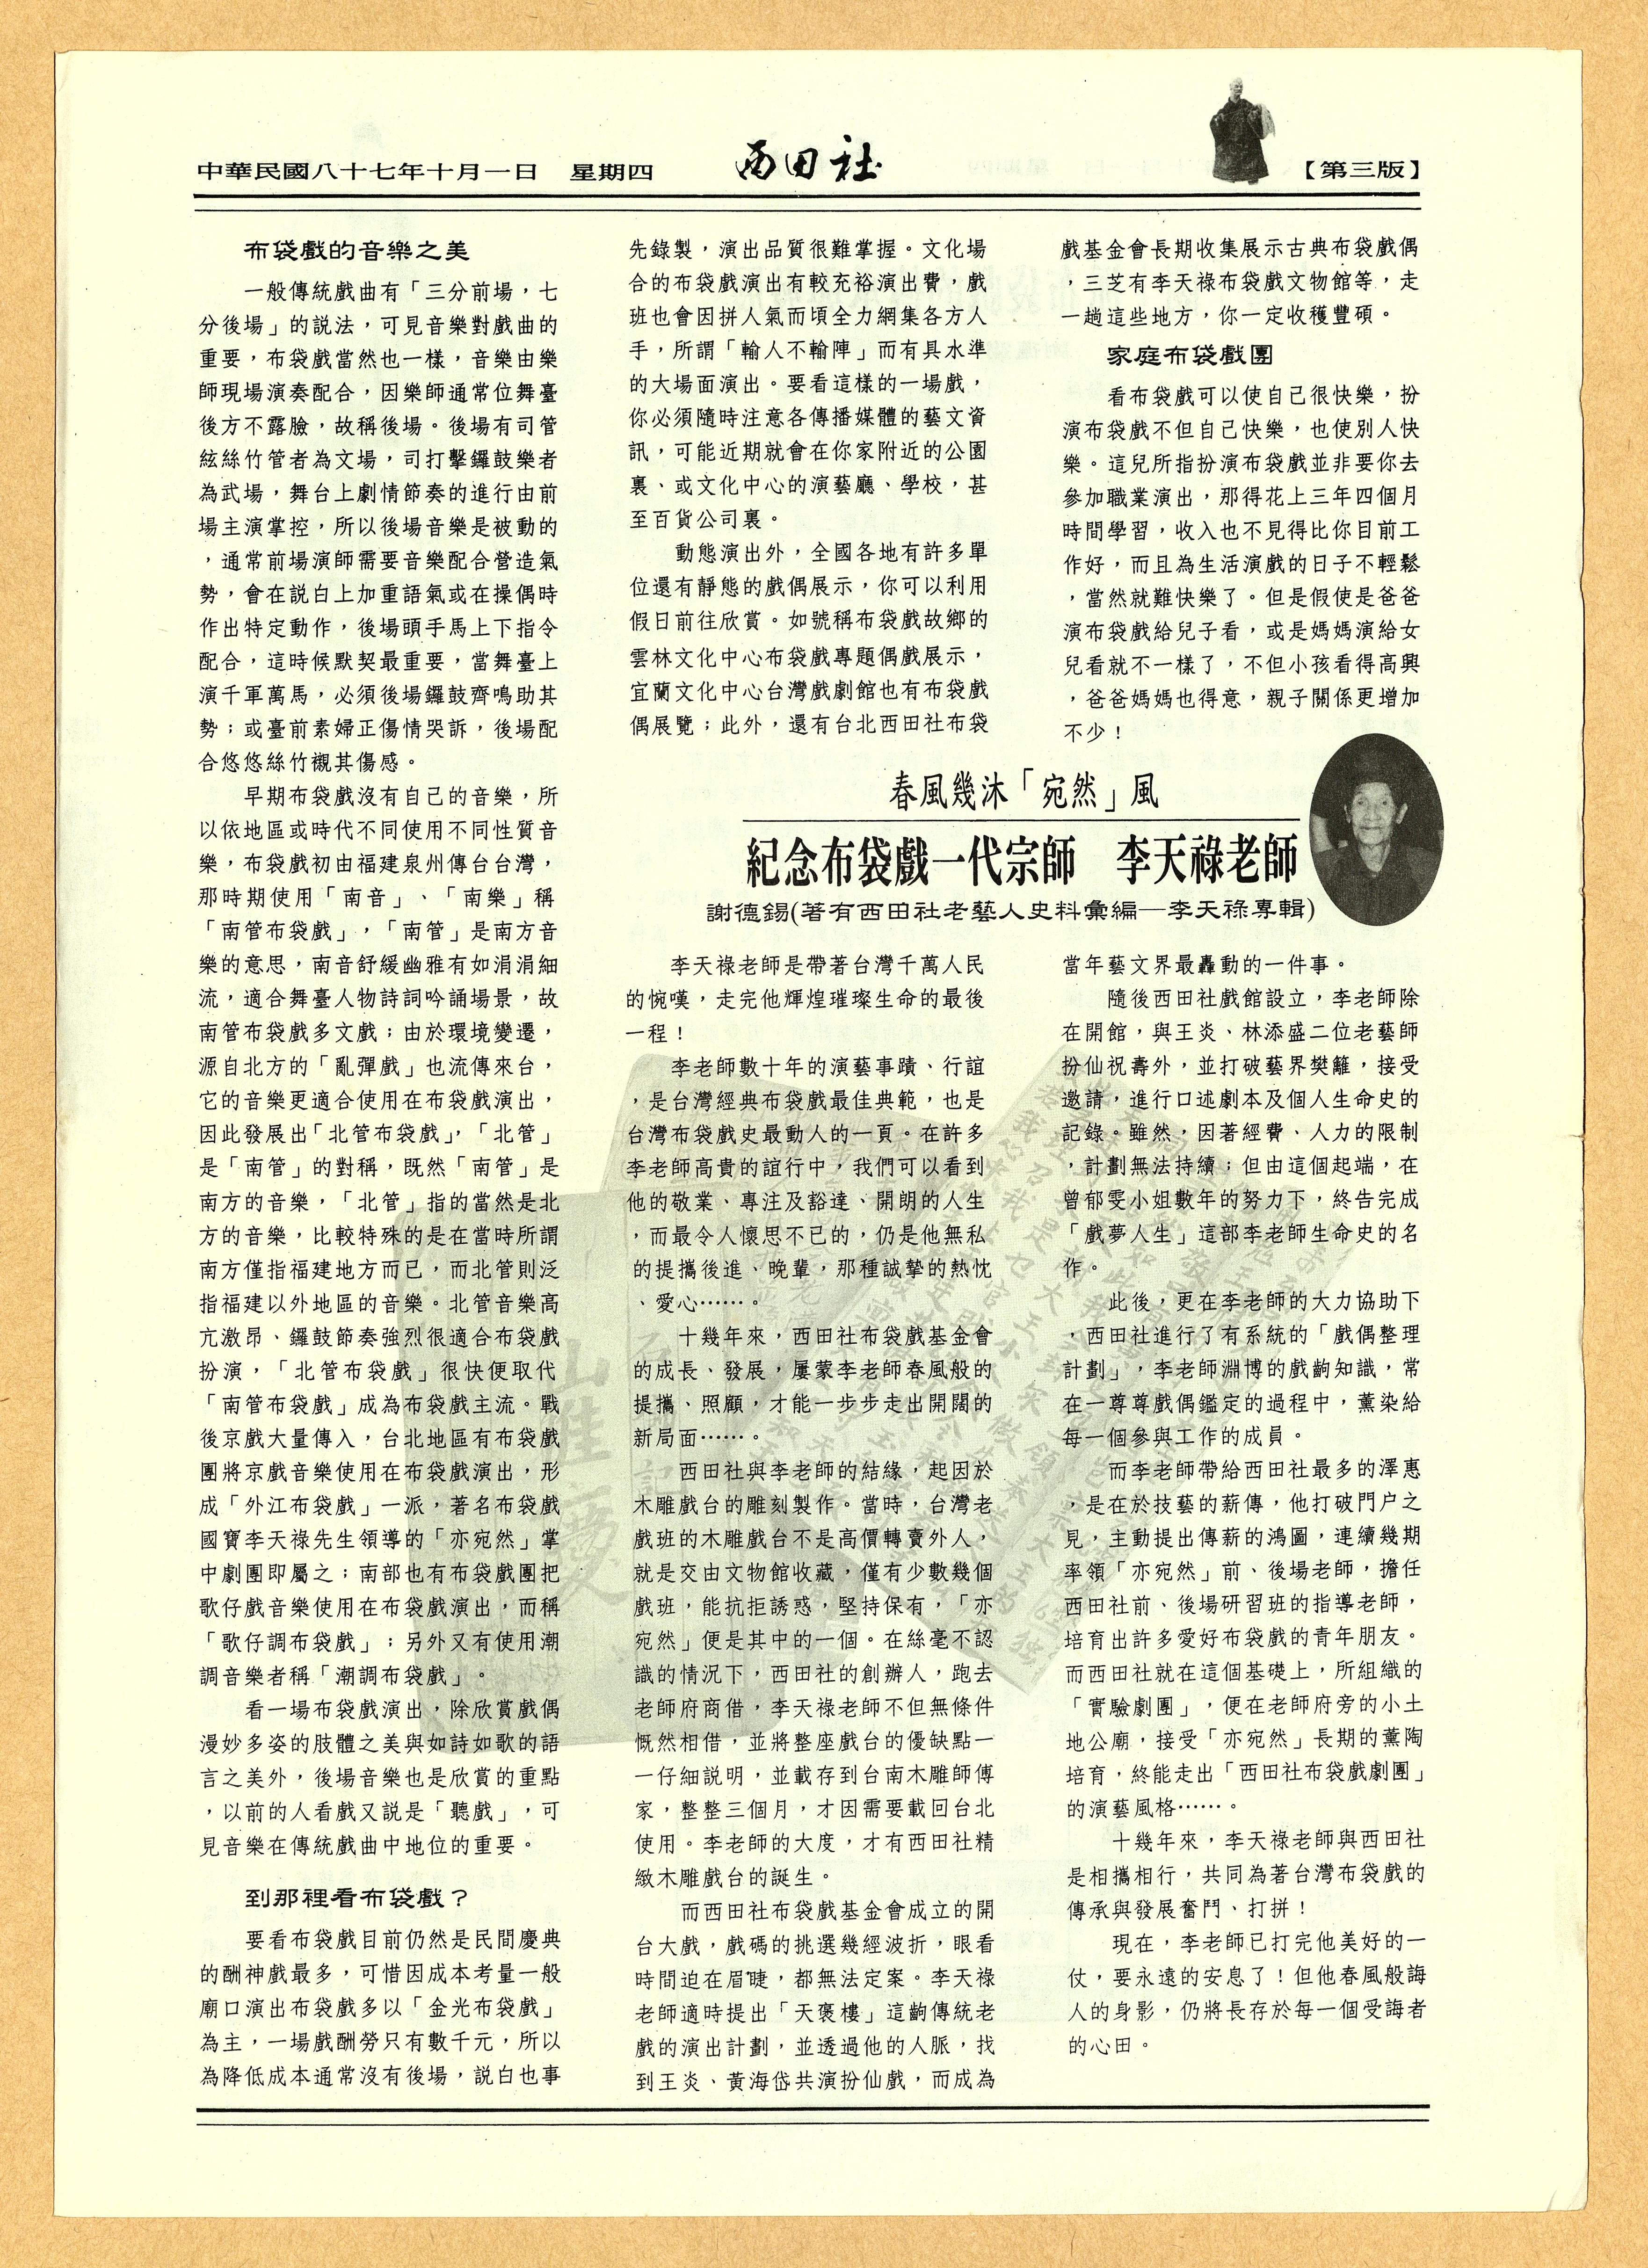 中華民國八十七年十月一日　星期四
西田社
【第三版】
布袋戲的音樂之美
一般傳統戲曲有「三分前場，七
分後場」的說法，可見音樂對戲曲的
重要，布袋戲當然也一樣，音樂由樂
師現場演奏配合，因樂師通常位舞臺
後方不露臉，故稱後場。後場有司管
絃絲竹管者為文場，司打擊鑼鼓樂者
為武場，舞台上劇情節奏的進行由前
場主演掌控，所以後場音樂是被動的
，通常前場演師需要音樂配合營造氣
勢，會在說白上加重語氣或在操偶時
作出特定動作，後場頭手馬上下指令
配合，這時候默契最重要，當舞臺上
演千軍萬馬，必須後場鑼鼓齊鳴助其
勢；或臺前素婦正傷情哭訴，後場配
合悠悠絲竹襯其傷感。
早期布袋戲沒有自己的音樂，所
以依地區或時代不同使用不同性質音
樂，布袋戲初由福建泉州傳台台灣，
那時期使用「南音」、「南樂」稱
「南管布袋戲」，「南管」是南方音
樂的意思，南音舒緩幽雅有如涓涓細
流，適合舞臺人物詩詞吟誦場景，故
南管布袋戲多文戲；由於環境變遷，
源自北方的「亂彈戲」也流傳來台，
它的音樂更適合使用在布袋戲演出，
因此發展出「北管布袋戲」，「北管」
是「南管」的對稱，既然「南管」是
南方的音樂，「北管」指的當然是北
方的音樂，比較特殊的是在當時所謂
南方僅指福建地方而已，而北管則泛
指福建以外地區的音樂。北管音樂高
亢激昂、鑼鼓節奏強烈很適合布袋戲
扮演，「北管布袋戲」很快便取代
「南管布袋戲」成為布袋戲主流。戰
後京戲大量傳入，台北地區有布袋戲
團將京戲音樂使用在布袋戲演出，形
成「外江布袋戲」一派，著名布袋戲
國寶李天祿先生領導的「亦宛然」掌
中劇團即屬之；南部也有布袋戲團把
歌仔戲音樂使用在布袋戲演出，而稱
「歌仔調布袋戲」；另外又有使用潮
調音樂者稱「潮調布袋戲」。
看一場布袋戲演出，除欣賞戲偶
漫妙多姿的肢體之美與如詩如歌的語
言之美外，後場音樂也是欣賞的重點
，以前的人看戲又說是「聽戲」，可
見音樂在傳統戲曲中地位的重要。
到那裡看布袋戲？
要看布袋戲目前仍然是民間慶典
的酬神戲最多，可惜因成本考量一般
廟口演出布袋戲多以「金光布袋戲」
為主，一場戲酬勞只有數千元，所以
為降低成本通常沒有後場，說白也事
先錄製，演出品質很難掌握。文化場
合的布袋戲演出有較充裕演出費，戲
班也會因拼人氣而頃全力網集各方人
手，所謂「輸人不輸陣」而有具水準
的大場面演出。要看這樣的一場戲，
你必須隨時注意各傳播媒體的藝文資
訊，可能近期就會在你家附近的公園
裏、或文化中心的演藝廳、學校，甚
至百貨公司裏。
動態演出外，全國各地有許多單
位還有靜態的戲偶展示，你可以利用
假日前往欣賞。如號稱布袋戲故鄉的
雲林文化中心布袋戲專題偶戲展示，
宜蘭文化中心台灣戲劇館也有布袋戲
偶展覽；此外，還有台北西田社布袋
戲基金會長期收集展示古典布袋戲偶
，三芝有李天祿布袋戲文物館等，走
一趟這些地方，你一定收穫豐碩。
家庭布袋戲團
看布袋戲可以使自己很快樂，扮
演布袋戲不但自己快樂，也使別人快
樂。這兒所指扮演布袋戲並非要你去
參加職業演出，那得花上三年四個月
時間學習，收入也不見得比你目前工
作好，而且為生活演戲的日子不輕鬆
，當然就難快樂了。但是假使是爸爸
演布袋戲給兒子看，或是媽媽演給女
兒看就不一樣了，不但小孩看得高興
，爸爸媽媽也得意，親子關係更增加
不少！
春風幾沐「宛然」風
紀念布袋戲一代宗師　李天祿老師
謝德錫(著有西田社老藝人史料彙編—李天祿專輯)
李天祿老師是帶著台灣千萬人民
的惋嘆，走完他輝煌璀璨生命的最後
一程！
李老師數十年的演藝事蹟、行誼
，是台灣經典布袋戲最佳典範，也是
台灣布袋戲史最動人的一頁。在許多
李老師高貴的誼行中，我們可以看到
他的敬業、專注及豁達、開朗的人生
，而最令人懷思不已的，仍是他無私
的提攜後進、晚輩，那種誠摯的熱忱
、愛心……。
十幾年來，西田社布袋戲基金會
的成長、發展，屢蒙李老師春風般的
提攜、照顧，才能一步步走出開闊的
新局面……。
西田社與李老師的結緣，起因於
木雕戲台的雕刻製作。當時，台灣老
戲班的木雕戲台不是高價轉賣外人，
就是交由文物館收藏，僅有少數幾個
戲班，能抗拒誘惑，堅持保有，「亦
宛然」便是其中的一個。在絲毫不認
識的情況下，西田社的創辦人，跑去
老師府商借，李天祿老師不但無條件
慨然相借，並將整座戲台的優缺點一
一仔細說明，並載存到台南木雕師傅
家，整整三個月，才因需要載回台北
使用。李老師的大度，才有西田社精
緻木雕戲台的誕生。
而西田社布袋戲基金會成立的開
台大戲，戲碼的挑選幾經波折，眼看
時間迫在眉睫，都無法定案。李天祿
老師適時提出「天褒樓」這齣傳統老
戲的演出計劃，並透過他的人脈，找
到王炎、黃海岱共演扮仙戲，而成為
當年藝文界最轟動的一件事。
隨後西田社戲館設立，李老師除
在開館，與王炎、林添盛二位老藝師
扮仙祝壽外，並打破藝界樊籬，接受
邀請，進行口述劇本及個人生命史的
記錄。雖然，因著經費、人力的限制
，計劃無法持續；但由這個起端，在
曾郁雯小姐數年的努力下，終告完成
「戲夢人生」這部李老師生命史的名
作。
此後，更在李老師的大力協助下
，西田社進行了有系統的「戲偶整理
計劃」，李老師淵博的戲齣知識，常
在一尊尊戲偶鑑定的過程中，薰染給
每一個參與工作的成員。
而李老師帶給西田社最多的澤惠
，是在於技藝的薪傳，他打破門户之
見，主動提出傳薪的鴻圖，連續幾期
率領「亦宛然」前、後場老師，擔任
西田社前、後場研習班的指導老師，
培育出許多愛好布袋戲的青年朋友。
而西田社就在這個基礎上，所組織的
「實驗劇團」，便在老師府旁的小土
地公廟，接受「亦宛然」長期的薰陶
培育，終能走出「西田社布袋戲劇團」
的演藝風格……。
十幾年來，李天祿老師與西田社
是相攜相行，共同為著台灣布袋戲的
傳承與發展奮鬥、打拼！
現在，李老師已打完他美好的一
仗，要永遠的安息了！但他春風般誨
人的身影，仍將長存於每一個受誨者
的心田。